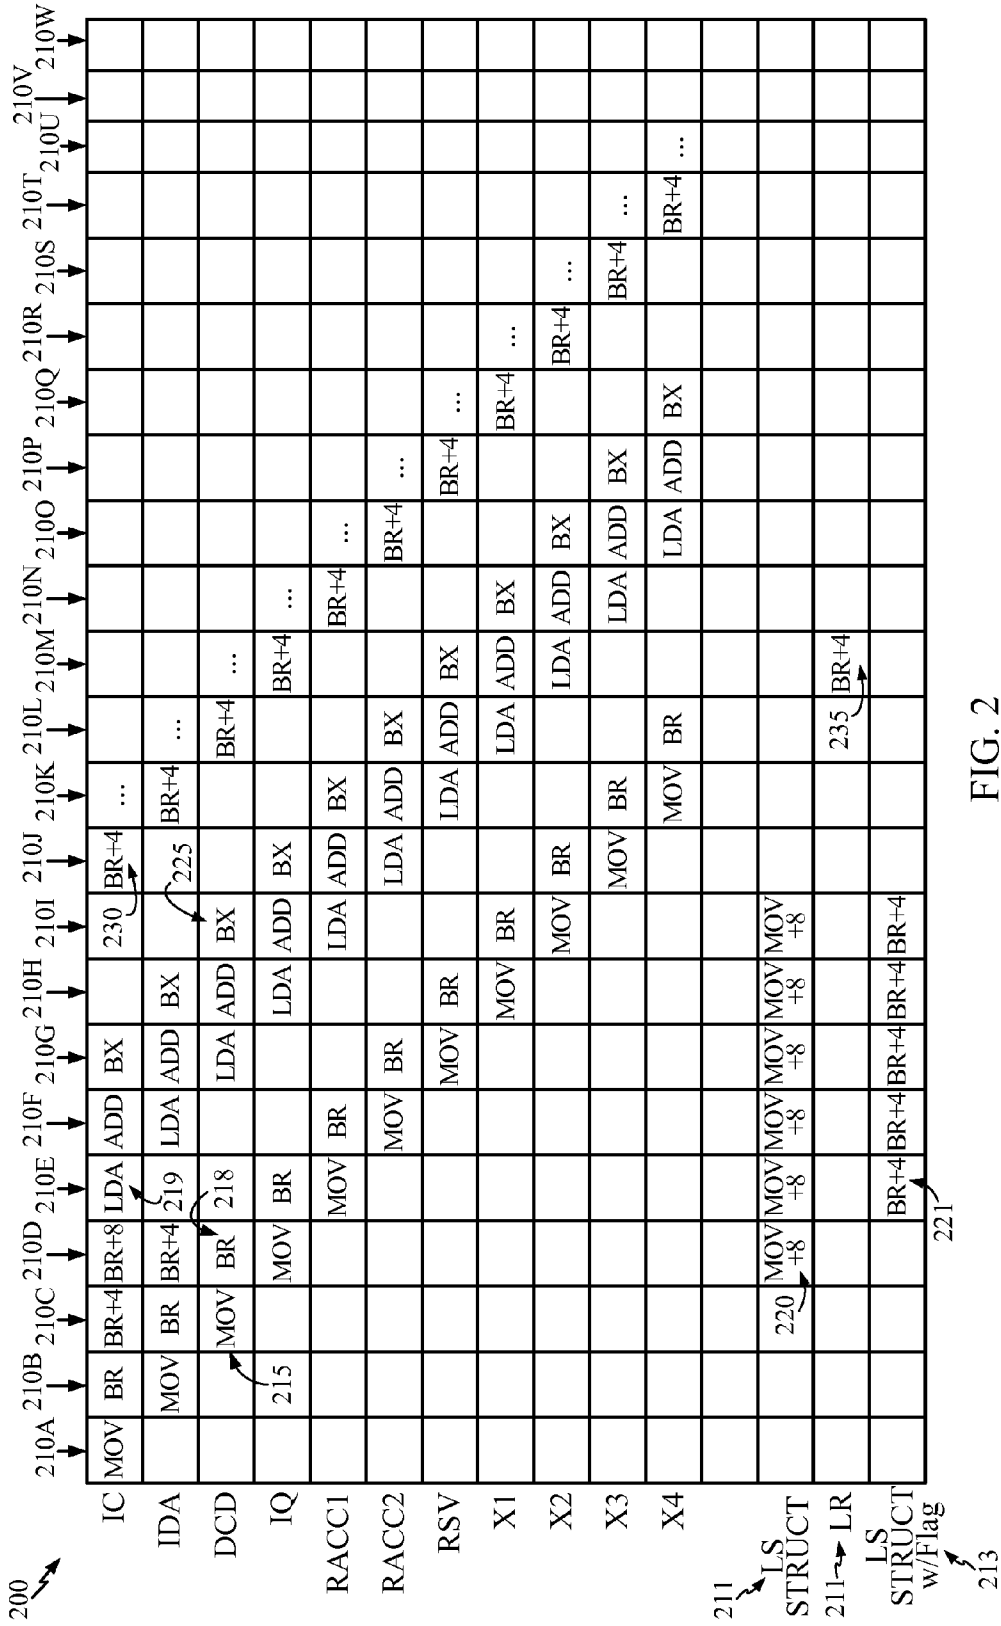 200
210A 210B 210C 210D 210E 210F 210G 210H 210I 210J 210K 210L 210M 210N 210O 210P 210Q 210R 210S 210T 210U 210V 210W
IC MOV BR BR+4 BR+8 LDA ADD BX 230 BR+4 ...
IDA MOV BR BR+4 219 LDA ADD BX 225 BR+4 ...
DCD MOV BR 218 LDA ADD BX BR+4 ...
IQ 215 MOV BR LDA ADD BX BR+4 ...
RACC1 MOV BR LDA ADD BX BR+4 ...
RACC2 MOV BR LDA ADD BX BR+4 ...
RSV MOV BR LDA ADD BX BR+4 ...
X1 MOV BR LDA ADD BX BR+4 ...
X2 MOV BR LDA ADD BX BR+4 ...
X3 MOV BR LDA ADD BX BR+4 ...
X4 MOV BR LDA ADD BX BR+4 ...
211
LS MOV MOV MOV MOV MOV MOV
STRUCT 220 +8 +8 +8 +8 +8 +8
211 LR 235 BR+4
LS
STRUCT BR+4 BR+4 BR+4 BR+4 BR+4
w/Flag
221
213
FIG. 2